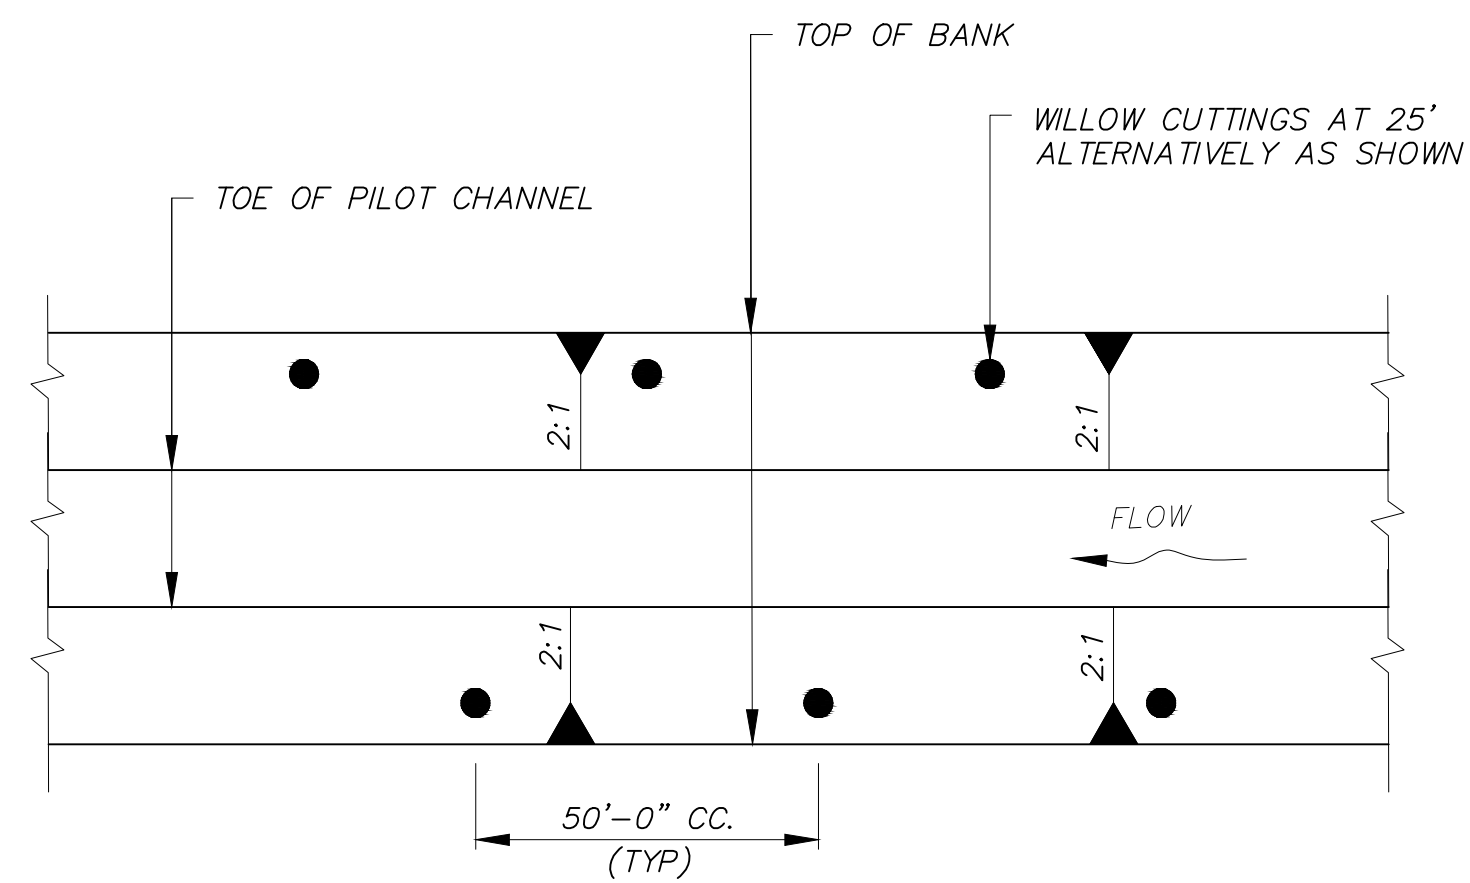 TOP OF BANK
WILLOW CUTTINGS AT 25'
ALTERNATIVELY AS SHOWN
TOE OF PILOT CHANNEL
2:1
2:1
FLOW
2:1
2:1
50'-0" CC.
(TYP)